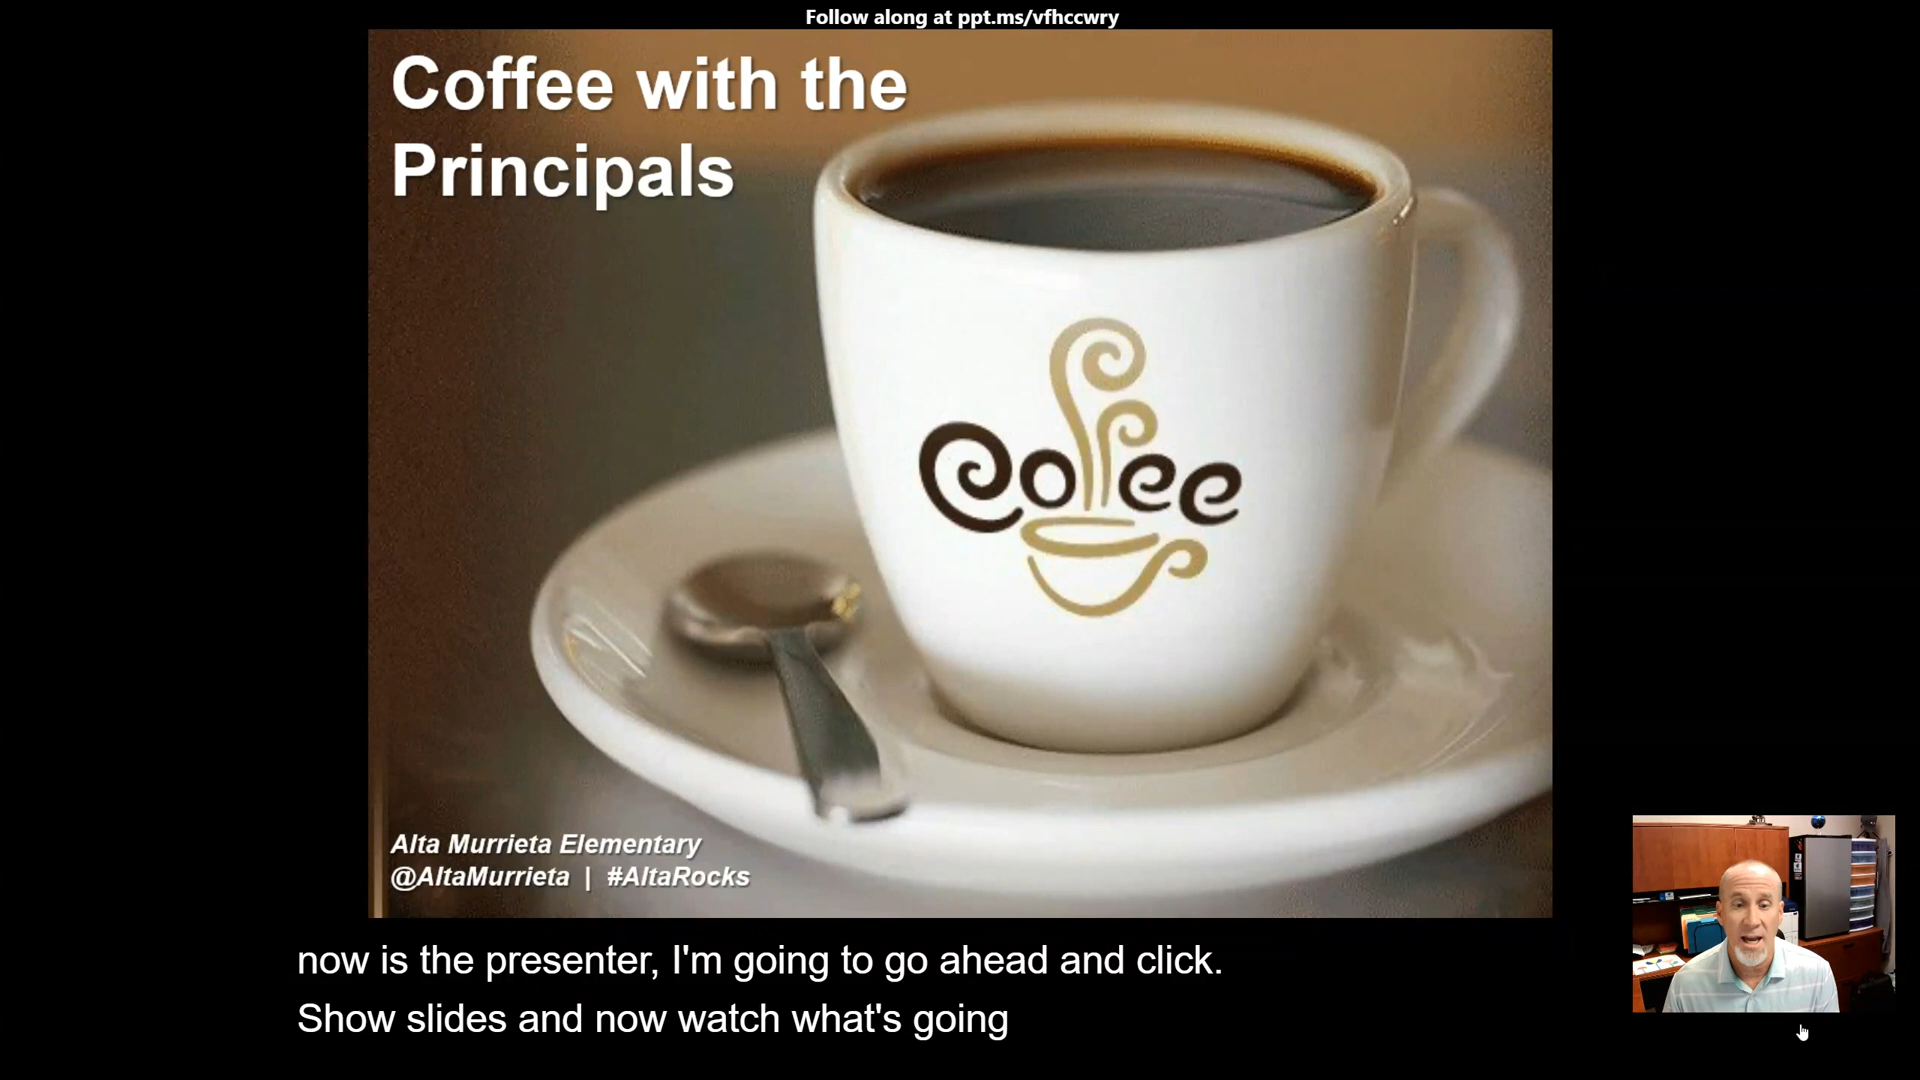 Follow along at ppt.ms/vfhccwry
Coffee with the
Principals
Coffee
Alta Murrieta Elementary
@AltaMurrieta | #AltaRocks
now is the presenter, I'm going to go ahead and click.
Show slides and now watch what's going